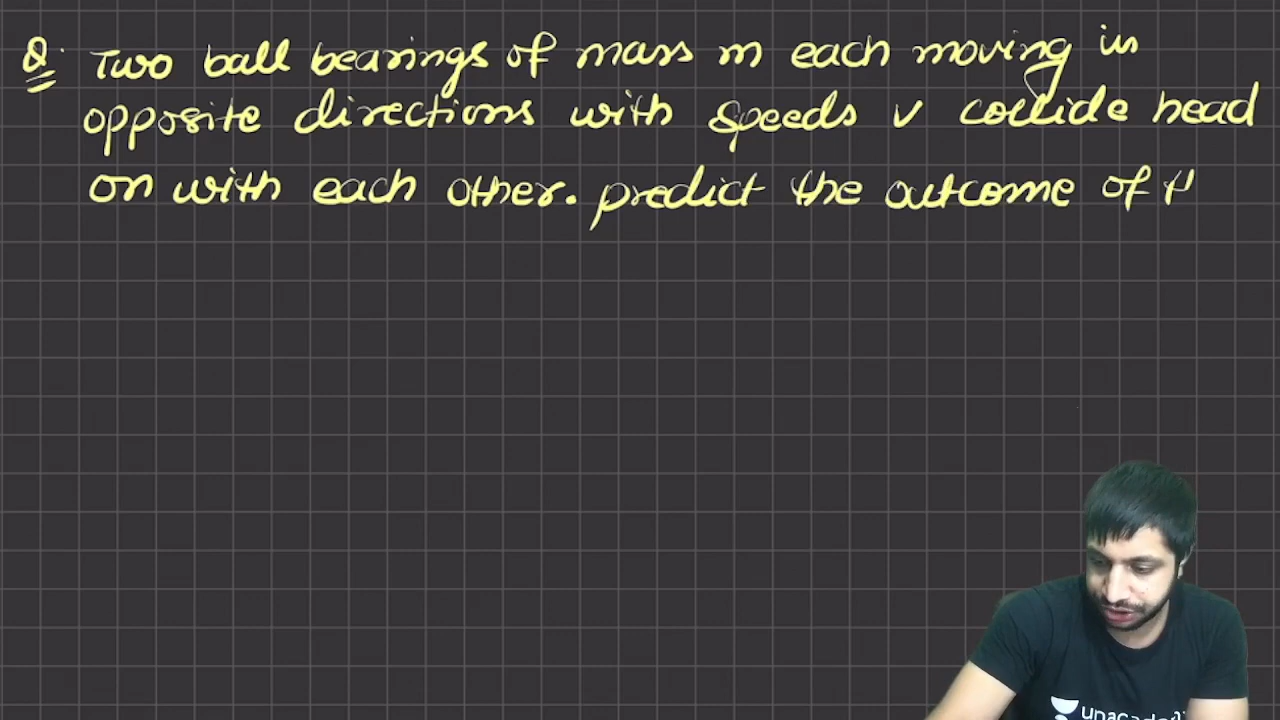 Q. Two ball bearings of mass m each moving in
opposite directions with speeds v collide head
on with each other. predict the outcome of t
unacademy